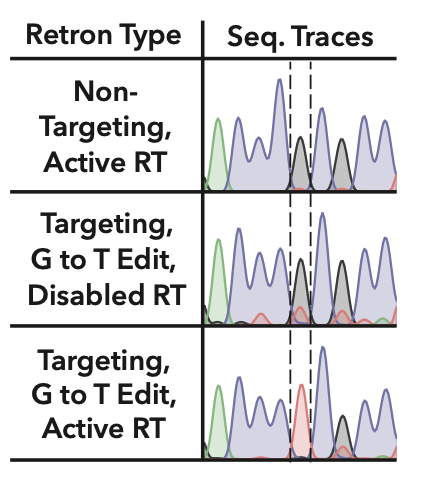 Retron Type
Seq. Traces
Non-
Targeting,
Active RT
Targeting,
G to T Edit,
Disabled RT
Targeting,
G to T Edit,
Active RT